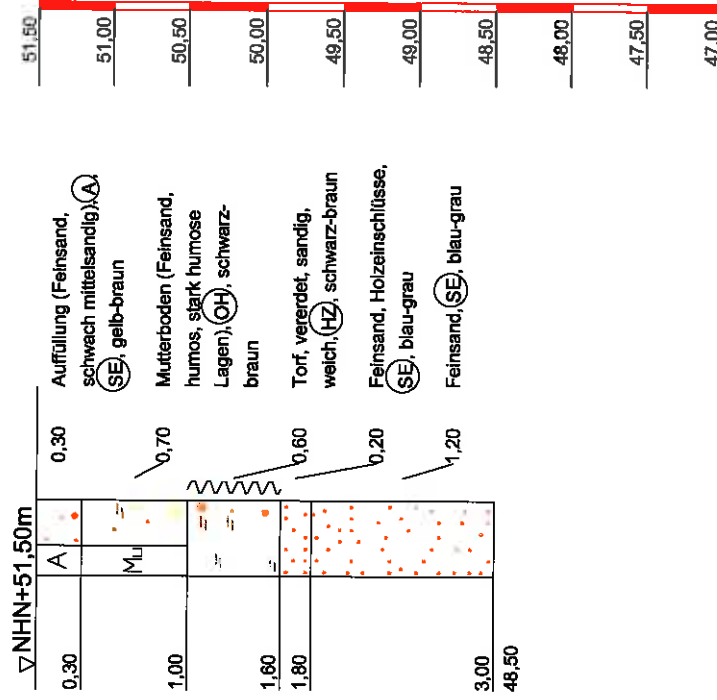 ▽NHN+51,50m
51,50
51,00
50,50
50,00
49,50
49,00
48,50
48,00
47,50
47,00
0,30
A
0,30
Auffüllung (Feinsand,
schwach mittelsandig), A,
SE, gelb-braun
1,00
Mu
0,70
Mutterboden (Feinsand,
humos, stark humose
Lagen), OH, schwarz-
braun
1,60
0,60
Torf, vererdet, sandig,
weich, HZ, schwarz-braun
1,80
0,20
Feinsand, Holzeinschlüsse,
SE, blau-grau
3,00
48,50
1,20
Feinsand, SE, blau-grau